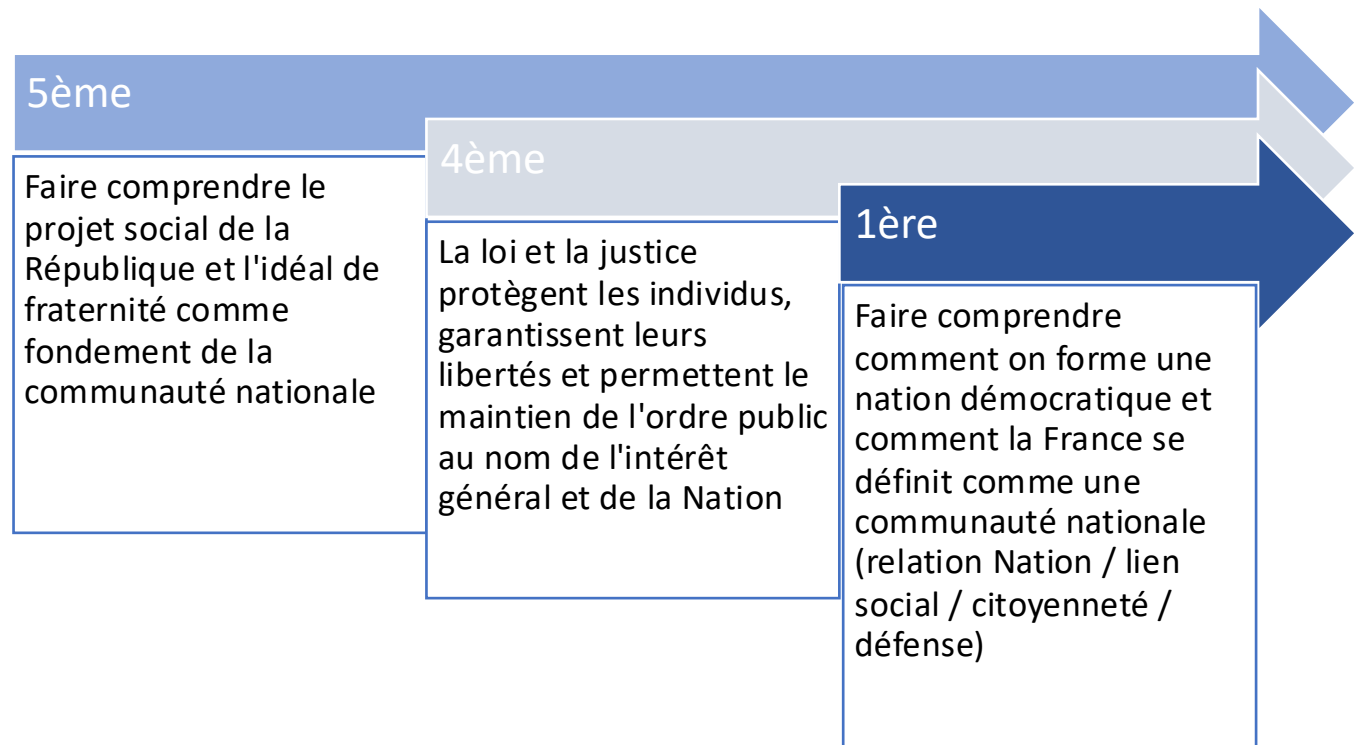 5ème
Faire comprendre le
projet social de la
République et l'idéal de
fraternité comme
fondement de la
communauté nationale
4ème
La loi et la justice
protègent les individus,
garantissent leurs
libertés et permettent le
maintien de l'ordre public
au nom de l'intérêt
général et de la Nation
1ère
Faire comprendre
comment on forme une
nation démocratique et
comment la France se
définit comme une
communauté nationale
(relation Nation / lien
social / citoyenneté /
défense)